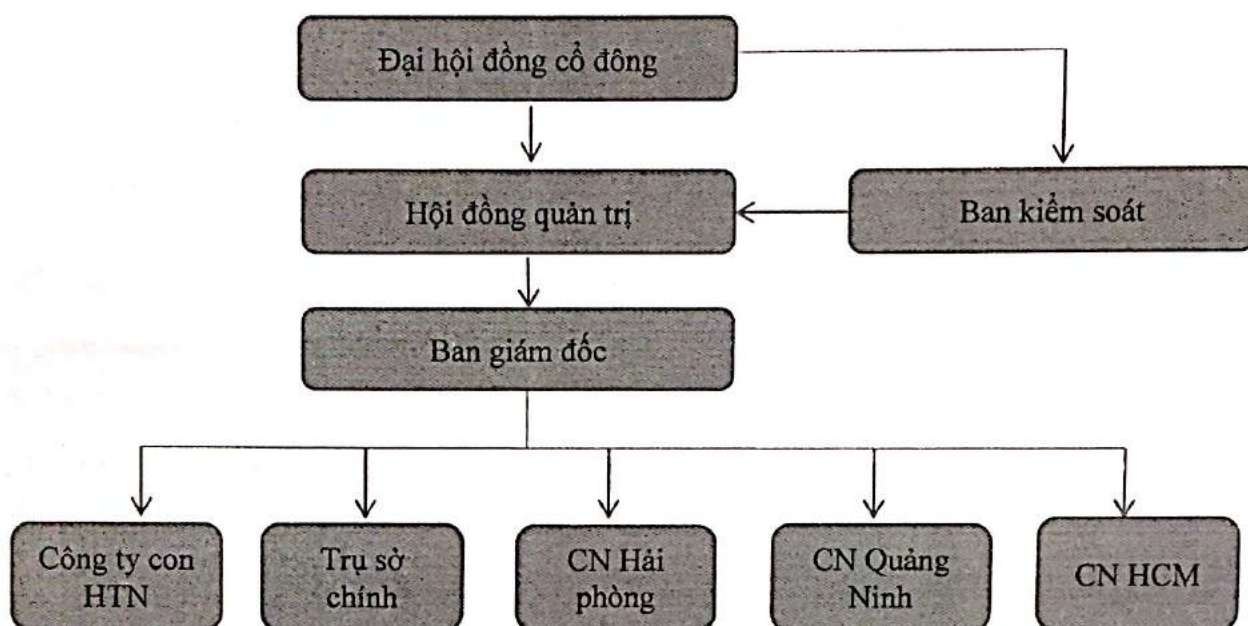 Đại hội đồng cổ đông
Hội đồng quản trị
Ban kiểm soát
Ban giám đốc
Công ty con
HTN
Trụ sở
chính
CN Hải
phòng
CN Quảng
Ninh
CN HCM